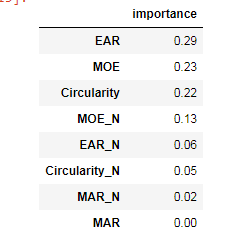 importance
EAR 0.29
MOE 0.23
Circularity 0.22
MOE_N 0.13
EAR_N 0.06
Circularity_N 0.05
MAR_N 0.02
MAR 0.00